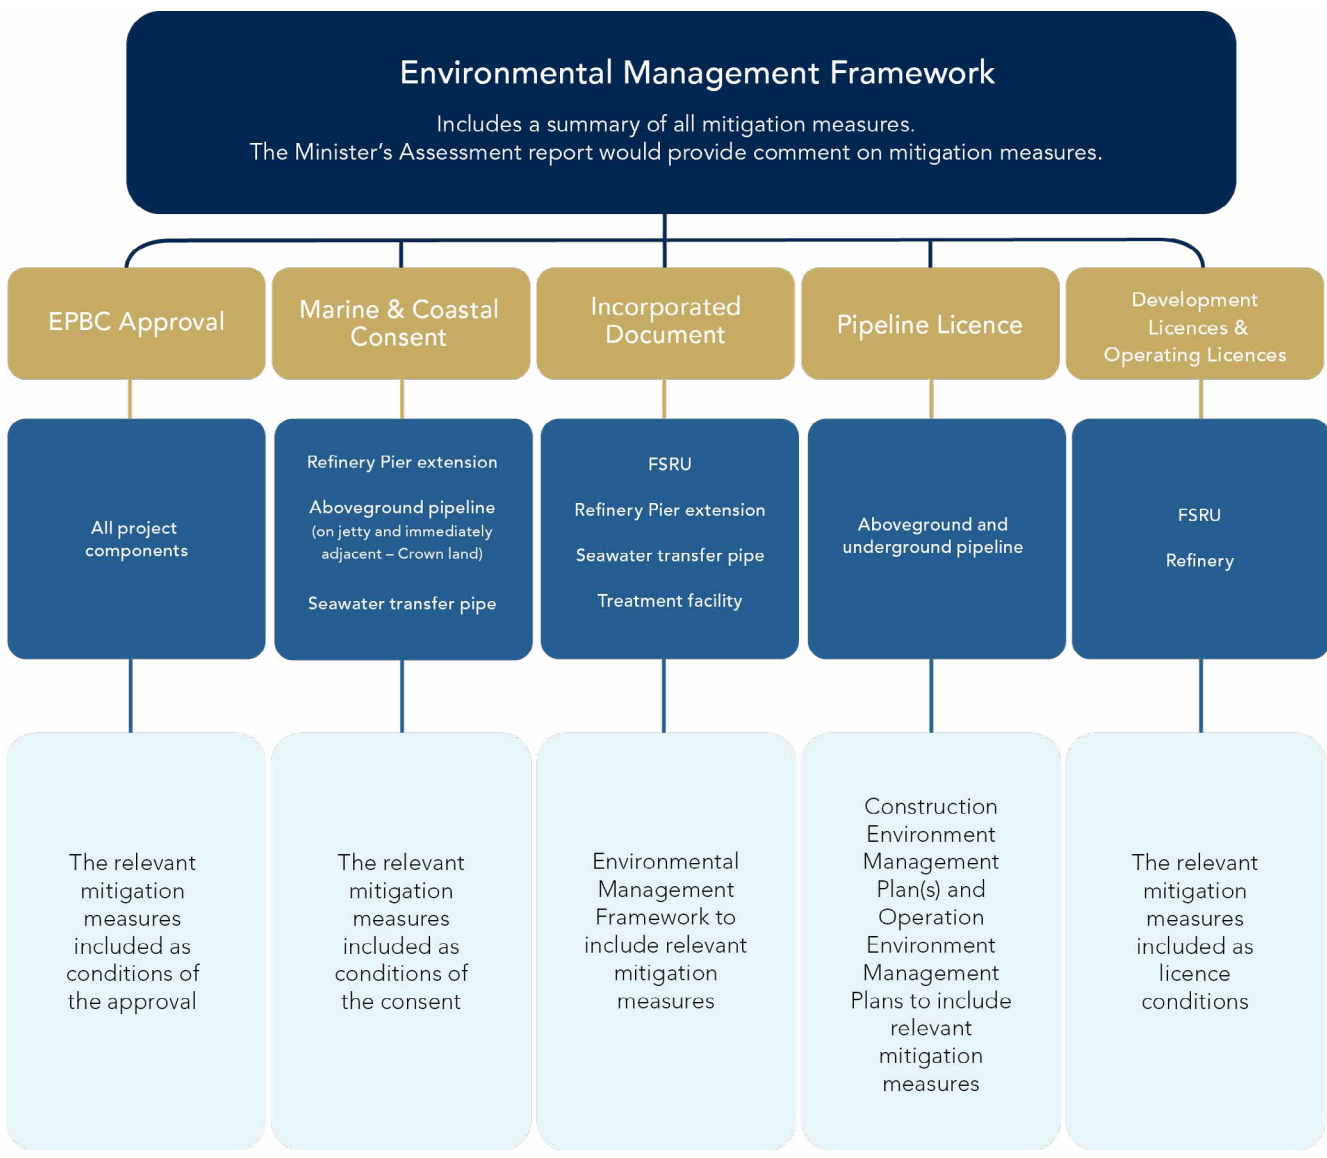 Environmental Management Framework
Includes a summary of all mitigation measures.
The Minister's Assessment report would provide comment on mitigation measures.
EPBC Approval
Marine & Coastal
Consent
Incorporated
Document
Pipeline Licence
Development
Licences &
Operating Licences
All project
components
Refinery Pier extension
Aboveground pipeline
(on jetty and immediately
adjacent – Crown land)
Seawater transfer pipe
FSRU
Refinery Pier extension
Seawater transfer pipe
Treatment facility
Aboveground and
underground pipeline
FSRU
Refinery
The relevant
mitigation
measures
included as
conditions of
the approval
The relevant
mitigation
measures
included as
conditions of
the consent
Environmental
Management
Framework to
include relevant
mitigation
measures
Construction
Environment
Management
Plan(s) and
Operation
Environment
Management
Plans to include
relevant
mitigation
measures
The relevant
mitigation
measures
included as
licence
conditions